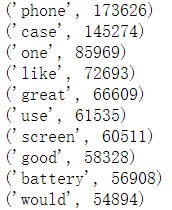 ('phone', 173626)
('case', 145274)
('one', 85969)
('like', 72693)
('great', 66609)
('use', 61535)
('screen', 60511)
('good', 58328)
('battery', 56908)
('would', 54894)